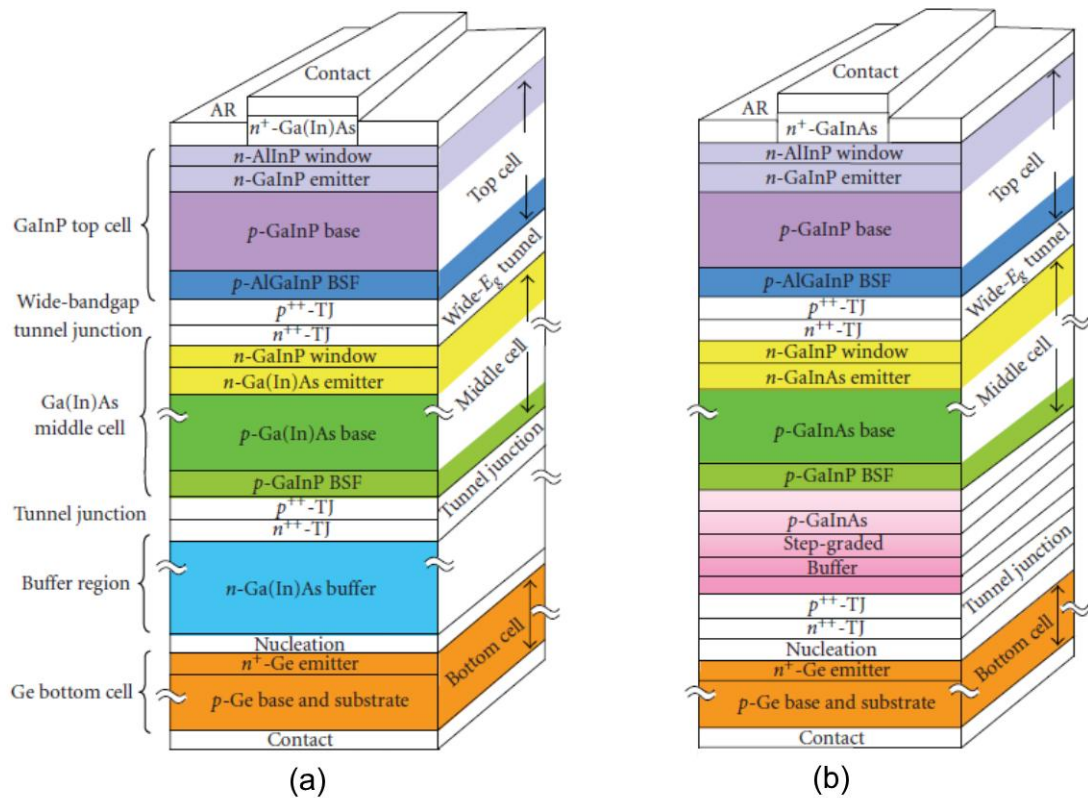 Contact
AR
n⁺-Ga(In)As
n-AlInP window
n-GaInP emitter
p-GaInP base
p-AlGaInP BSF
p⁺⁺-TJ
n⁺⁺-TJ
n-GaInP window
n-Ga(In)As emitter
p-Ga(In)As base
p-GaInP BSF
p⁺⁺-TJ
n⁺⁺-TJ
n-Ga(In)As buffer
Nucleation
n⁺-Ge emitter
p-Ge base and substrate
Contact
GaInP top cell
Wide-bandgap
tunnel junction
Ga(In)As
middle cell
Tunnel junction
Buffer region
Ge bottom cell
Top cell
Wide-Eg tunnel
Middle cell
Tunnel junction
Bottom cell
(a)
Contact
AR
n⁺-GaInAs
n-AlInP window
n-GaInP emitter
p-GaInP base
p-AlGaInP BSF
p⁺⁺-TJ
n⁺⁺-TJ
n-GaInP window
n-GaInAs emitter
p-GaInAs base
p-GaInP BSF
p-GaInAs
Step-graded
Buffer
p⁺⁺-TJ
n⁺⁺-TJ
Nucleation
n⁺-Ge emitter
p-Ge base and substrate
Contact
Top cell
Wide-Eg tunnel
Middle cell
Tunnel junction
Bottom cell
(b)